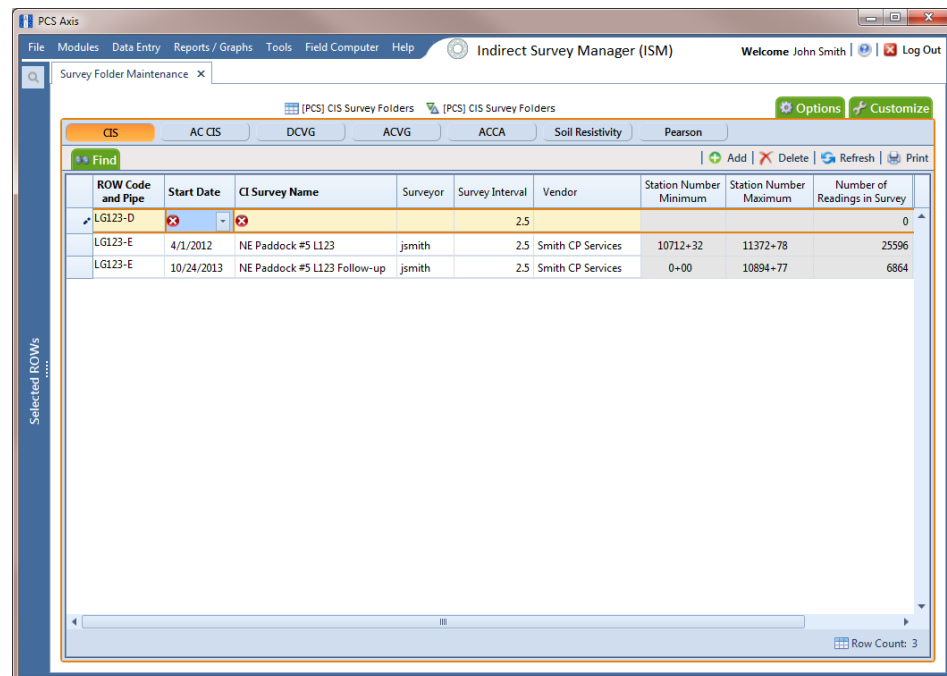 PCS Axis
File Modules Data Entry Reports / Graphs Tools Field Computer Help Indirect Survey Manager (ISM) Welcome John Smith | | Log Out
Survey Folder Maintenance ×
[PCS] CIS Survey Folders [PCS] CIS Survey Folders Options Customize
CIS AC CIS DCVG ACVG ACCA Soil Resistivity Pearson
Find | Add | Delete | Refresh | Print
ROW Code and Pipe Start Date CI Survey Name Surveyor Survey Interval Vendor Station Number Minimum Station Number Maximum Number of Readings in Survey
LG123-D 2.5 0
LG123-E 4/1/2012 NE Paddock #5 L123 jsmith 2.5 Smith CP Services 10712+32 11372+78 25596
LG123-E 10/24/2013 NE Paddock #5 L123 Follow-up jsmith 2.5 Smith CP Services 0+00 10894+77 6864
Selected ROWs
Row Count: 3